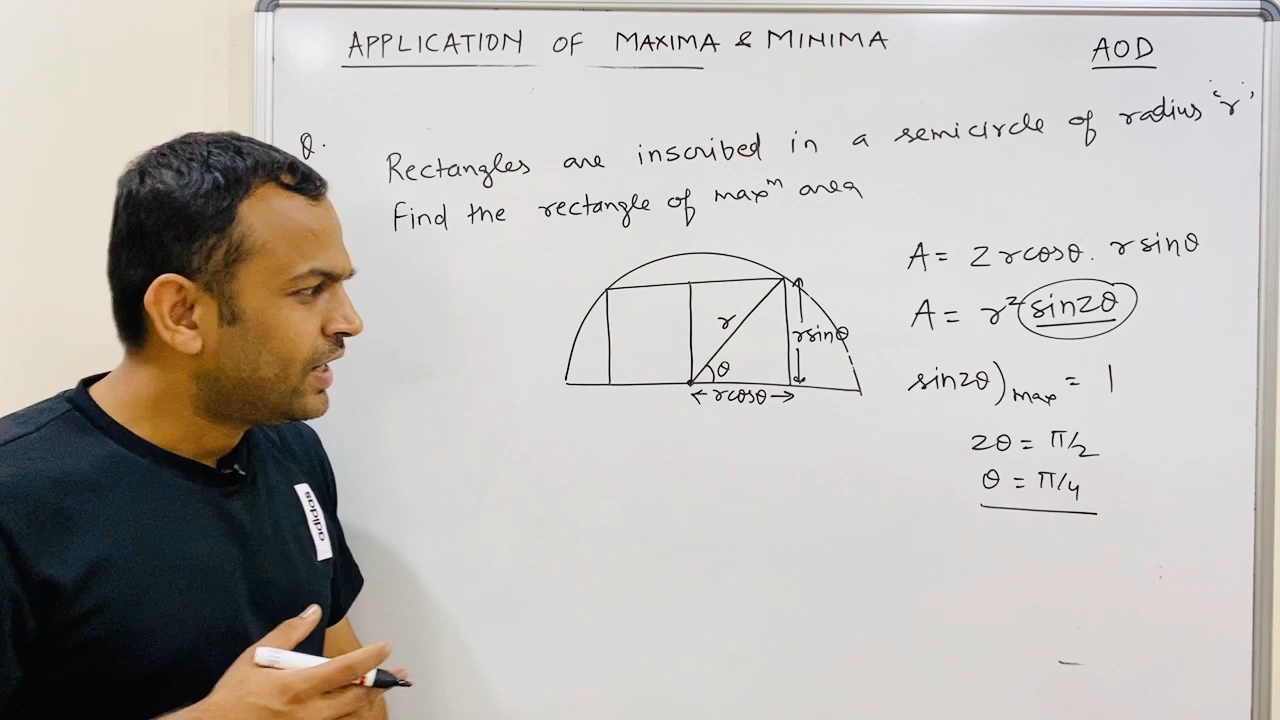 APPLICATION OF MAXIMA & MINIMA
AOD
Q.
Rectangles are inscribed in a semicircle of radius 'r'
Find the rectangle of maxᵐ area
r
θ
rsinθ
rcosθ
A = 2rcosθ. rsinθ
A = r² sin2θ
sin2θ)max = 1
2θ = π/2
θ = π/4
adidas